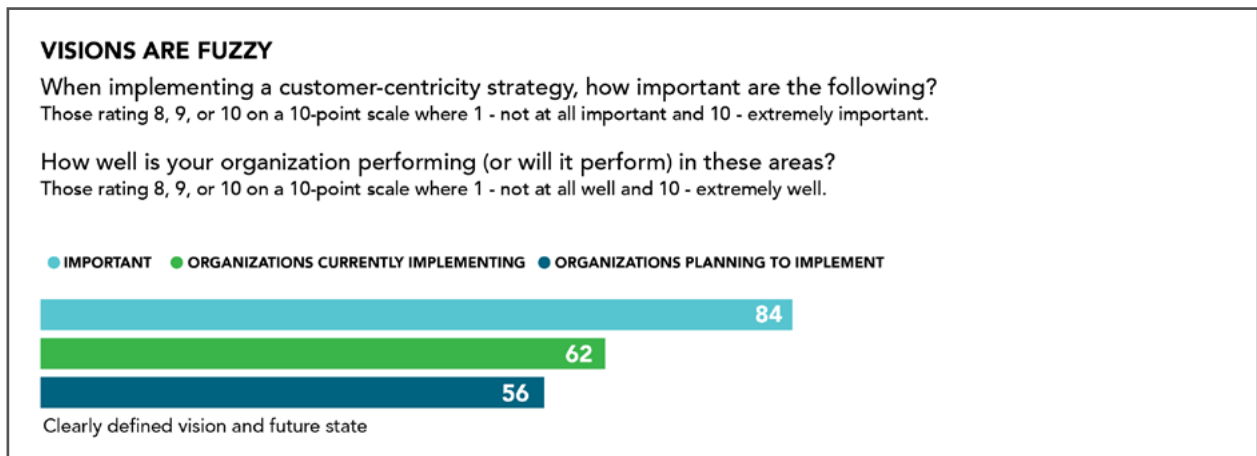 VISIONS ARE FUZZY
When implementing a customer-centricity strategy, how important are the following?
Those rating 8, 9, or 10 on a 10-point scale where 1 - not at all important and 10 - extremely important.
How well is your organization performing (or will it perform) in these areas?
Those rating 8, 9, or 10 on a 10-point scale where 1 - not at all well and 10 - extremely well.
IMPORTANT ORGANIZATIONS CURRENTLY IMPLEMENTING ORGANIZATIONS PLANNING TO IMPLEMENT
84
62
56
Clearly defined vision and future state